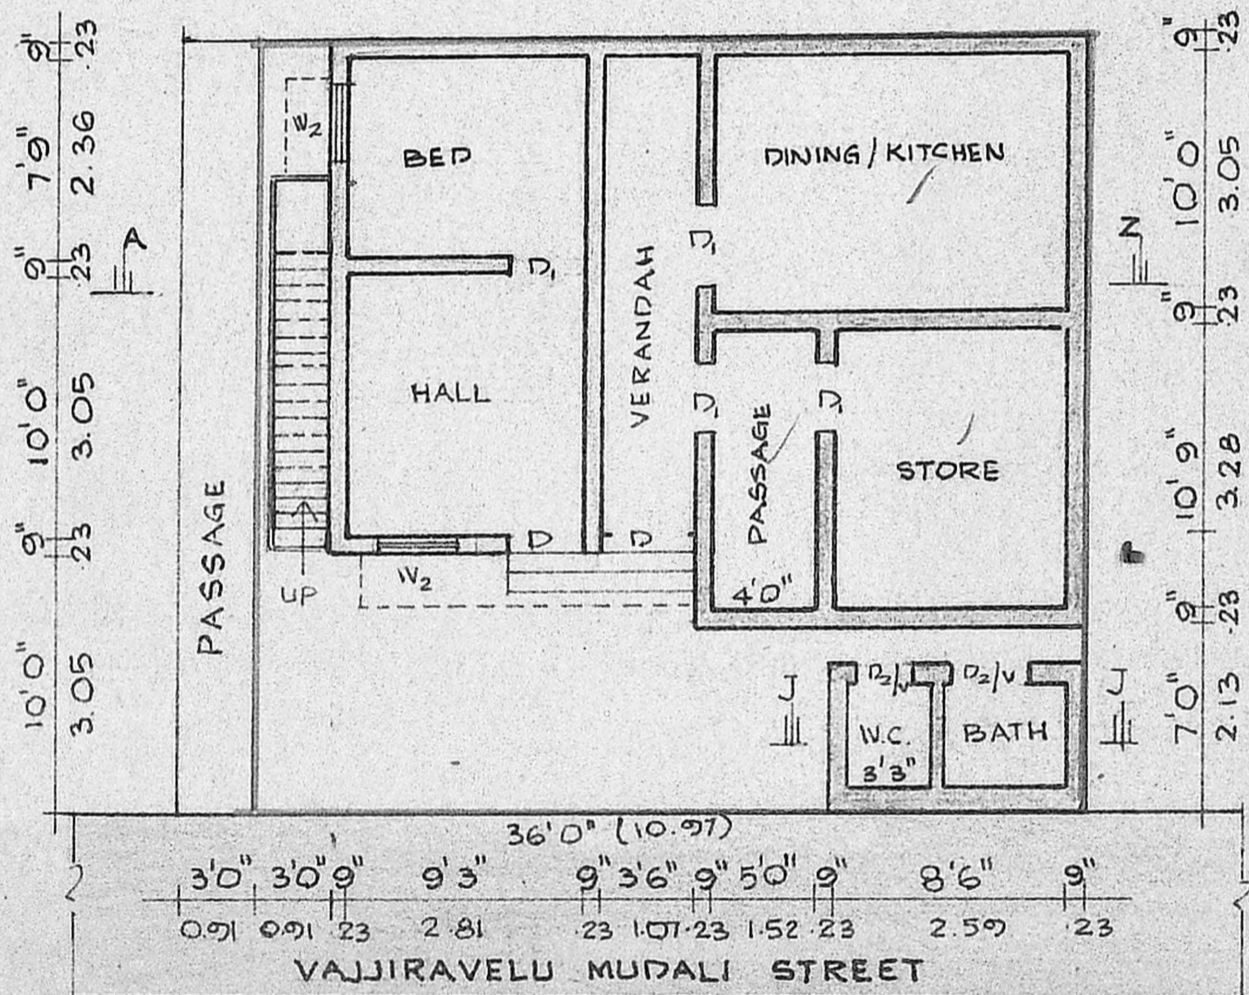 9"
.23
7'9"
2.36
9"
.23
10'0"
3.05
9"
.23
10'0"
3.05
A
PASSAGE
W2
UP
BED
D1
HALL
W2
D
D
VERANDAH
D1
DINING/KITCHEN
D
D
PASSAGE
4'0"
STORE
D2/V
D2/V
W.C.
3'3"
BATH
J
J
Z
9"
.23
10'0"
3.05
9"
.23
10'9"
3.28
9"
.23
7'0"
2.13
36'0" (10.97)
3'0" 3'0" 9" 9'3" 9" 3'6" 9" 5'0" 9" 8'6" 9"
0.91 0.91 .23 2.81 .23 1.07 .23 1.52 .23 2.59 .23
VAJJIRAVELU MUDALI STREET